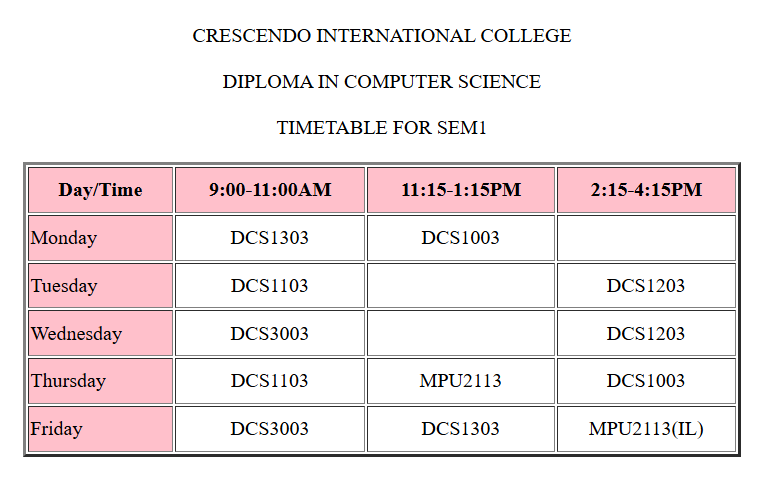 CRESCENDO INTERNATIONAL COLLEGE
DIPLOMA IN COMPUTER SCIENCE
TIMETABLE FOR SEM1
Day/Time 9:00-11:00AM 11:15-1:15PM 2:15-4:15PM
Monday DCS1303 DCS1003
Tuesday DCS1103 DCS1203
Wednesday DCS3003 DCS1203
Thursday DCS1103 MPU2113 DCS1003
Friday DCS3003 DCS1303 MPU2113(IL)